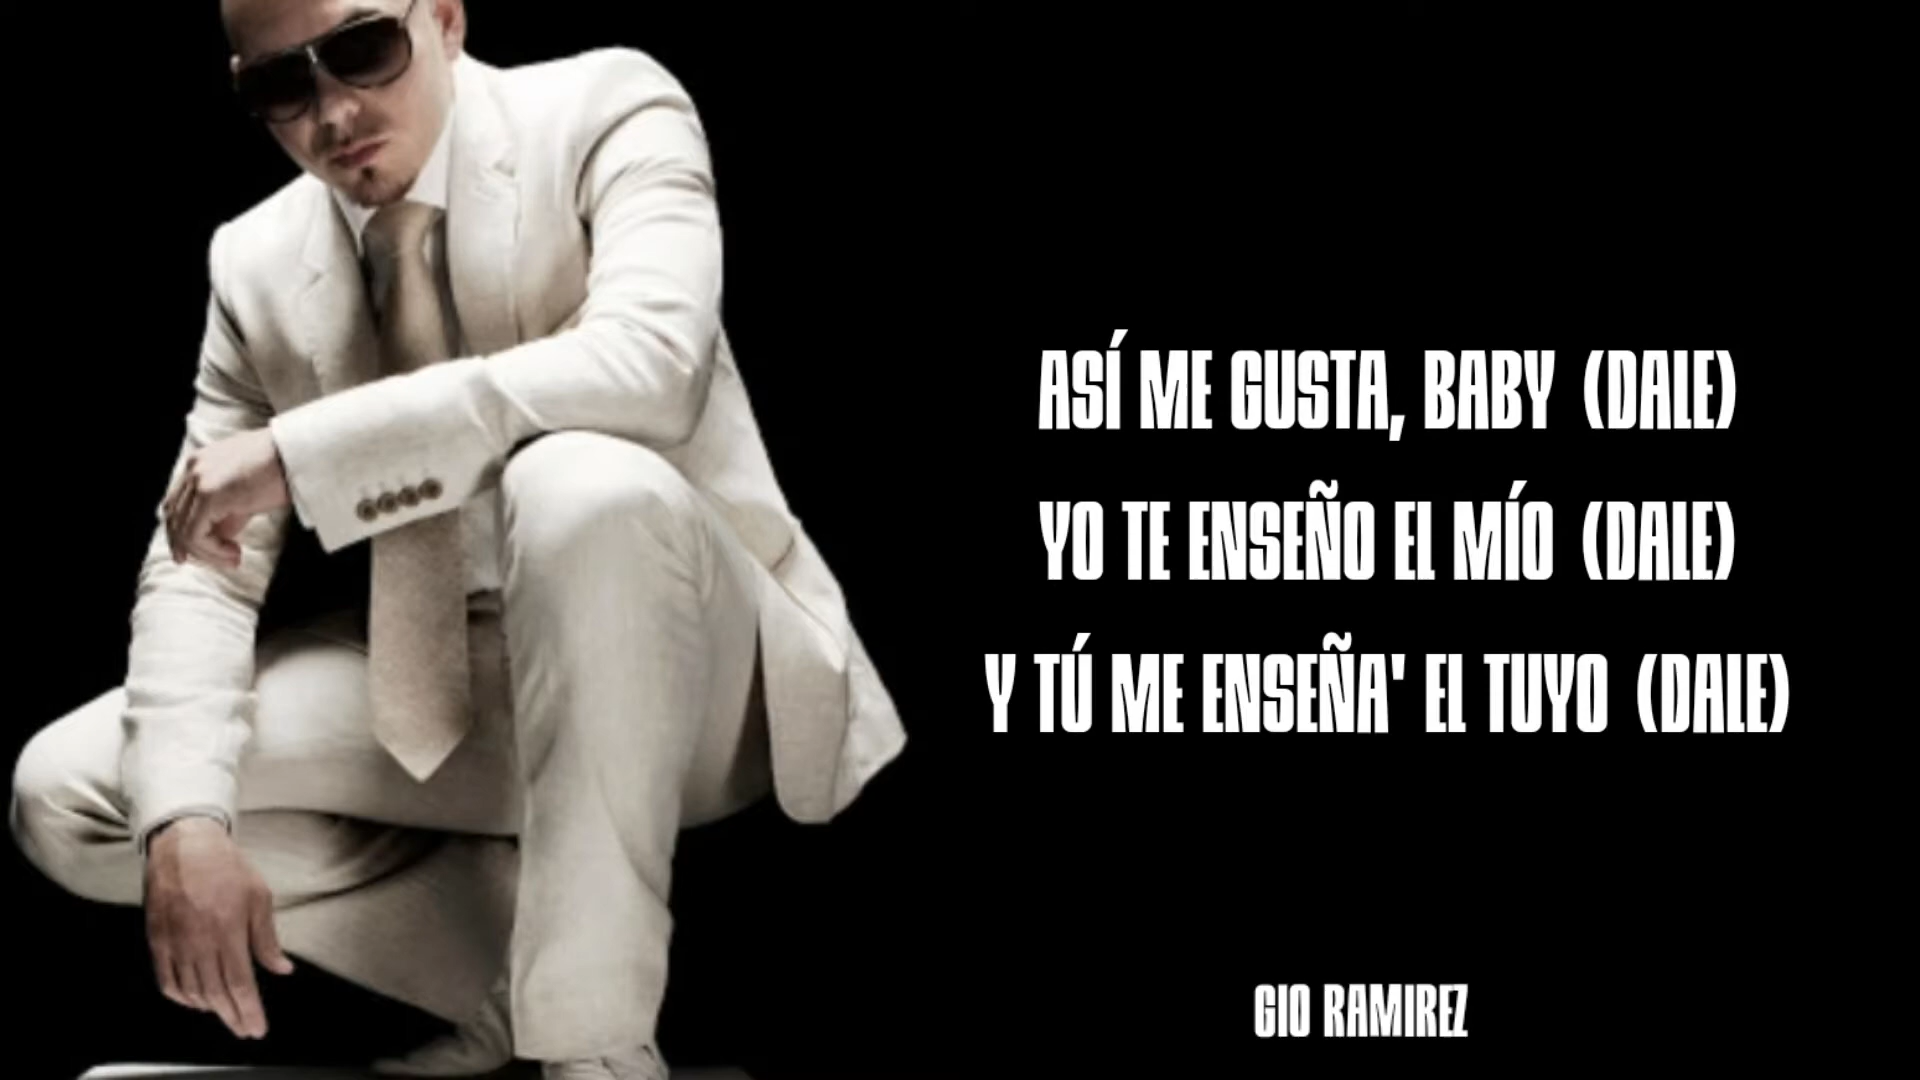 ASÍ ME GUSTA, BABY (DALE)
YO TE ENSEÑO EL MÍO (DALE)
Y TÚ ME ENSEÑA' EL TUYO (DALE)
GIO RAMIREZ